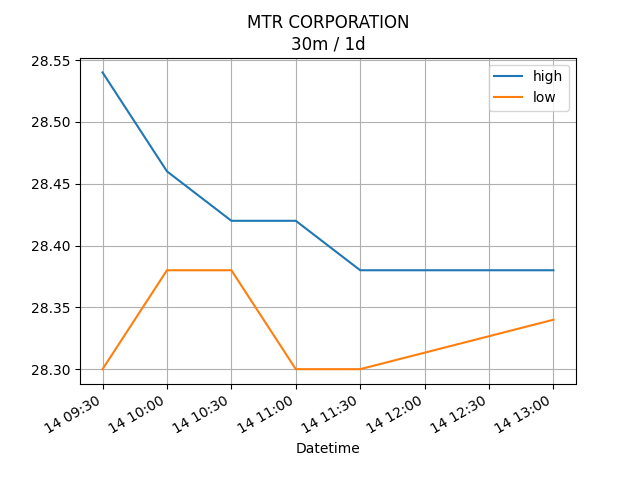 MTR CORPORATION
30m / 1d
high
low
28.55
28.50
28.45
28.40
28.35
28.30
14 09:30
14 10:00
14 10:30
14 11:00
14 11:30
14 12:00
14 12:30
14 13:00
Datetime